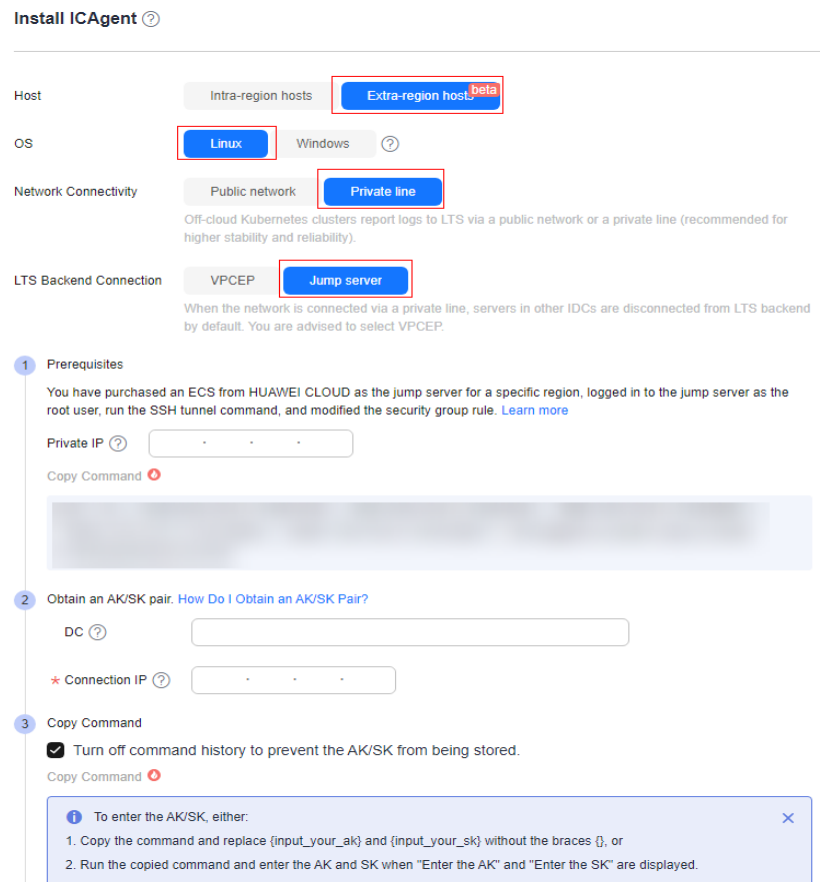 Install ICAgent ?
Host Intra-region hosts Extra-region hosts beta
OS Linux Windows ?
Network Connectivity Public network Private line
Off-cloud Kubernetes clusters report logs to LTS via a public network or a private line (recommended for
higher stability and reliability).
LTS Backend Connection VPCEP Jump server
When the network is connected via a private line, servers in other IDCs are disconnected from LTS backend
by default. You are advised to select VPCEP.
1 Prerequisites
You have purchased an ECS from HUAWEI CLOUD as the jump server for a specific region, logged in to the jump server as the
root user, run the SSH tunnel command, and modified the security group rule. Learn more
Private IP ? . . .
Copy Command
2 Obtain an AK/SK pair. How Do I Obtain an AK/SK Pair?
DC ?
* Connection IP ? . . .
3 Copy Command
Turn off command history to prevent the AK/SK from being stored.
Copy Command
i To enter the AK/SK, either:
1. Copy the command and replace {input_your_ak} and {input_your_sk} without the braces {}, or
2. Run the copied command and enter the AK and SK when "Enter the AK" and "Enter the SK" are displayed.